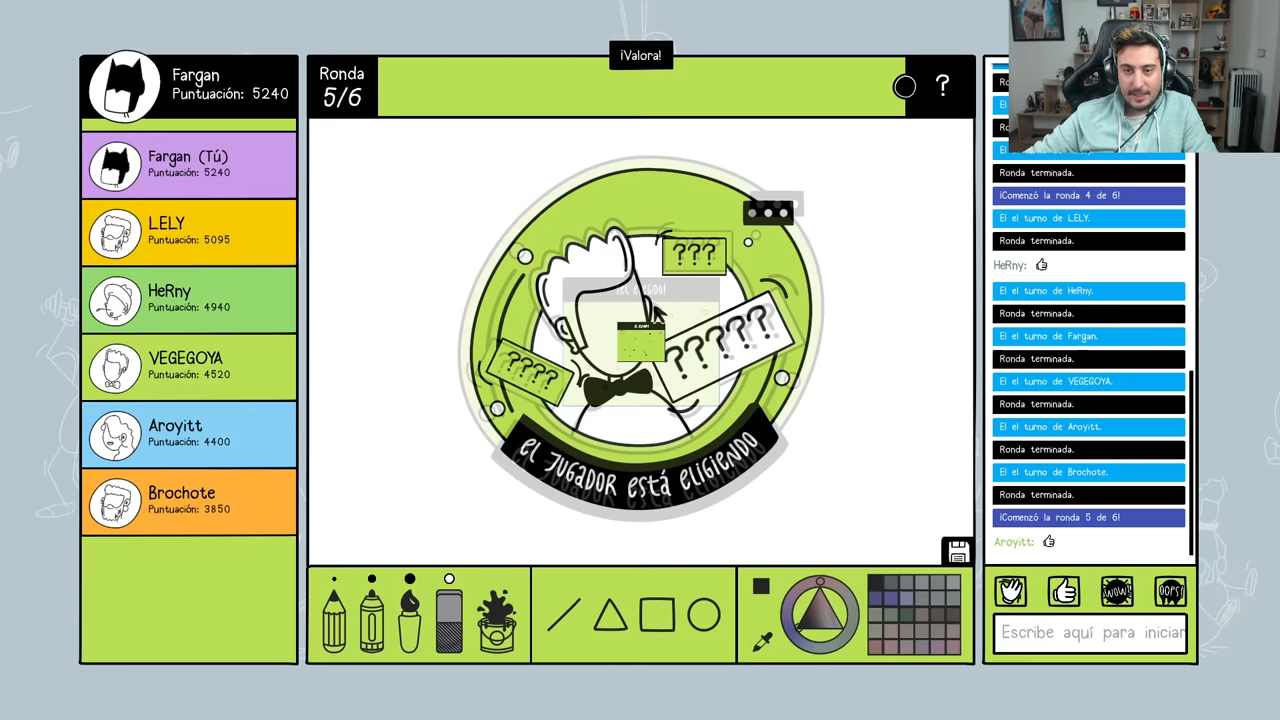 ¡Valora!
Fargan
Puntuación: 5240
Ronda
5/6
?
Fargan (Tú)
Puntuación: 5240
LELY
Puntuación: 5095
HeRny
Puntuación: 4940
VEGEGOYA
Puntuación: 4520
Aroyitt
Puntuación: 4400
Brochote
Puntuación: 3850
???
?????
????
EL JUGADOR ESTÁ ELIGIENDO
Ronda terminada.
¡Comenzó la ronda 4 de 6!
El el turno de LELY.
Ronda terminada.
HeRny:
El el turno de HeRny.
Ronda terminada.
El el turno de Fargan.
Ronda terminada.
El el turno de VEGEGOYA.
Ronda terminada.
El el turno de Aroyitt.
Ronda terminada.
El el turno de Brochote.
Ronda terminada.
¡Comenzó la ronda 5 de 6!
Aroyitt:
WOW!
OOPS!
Escribe aquí para iniciar